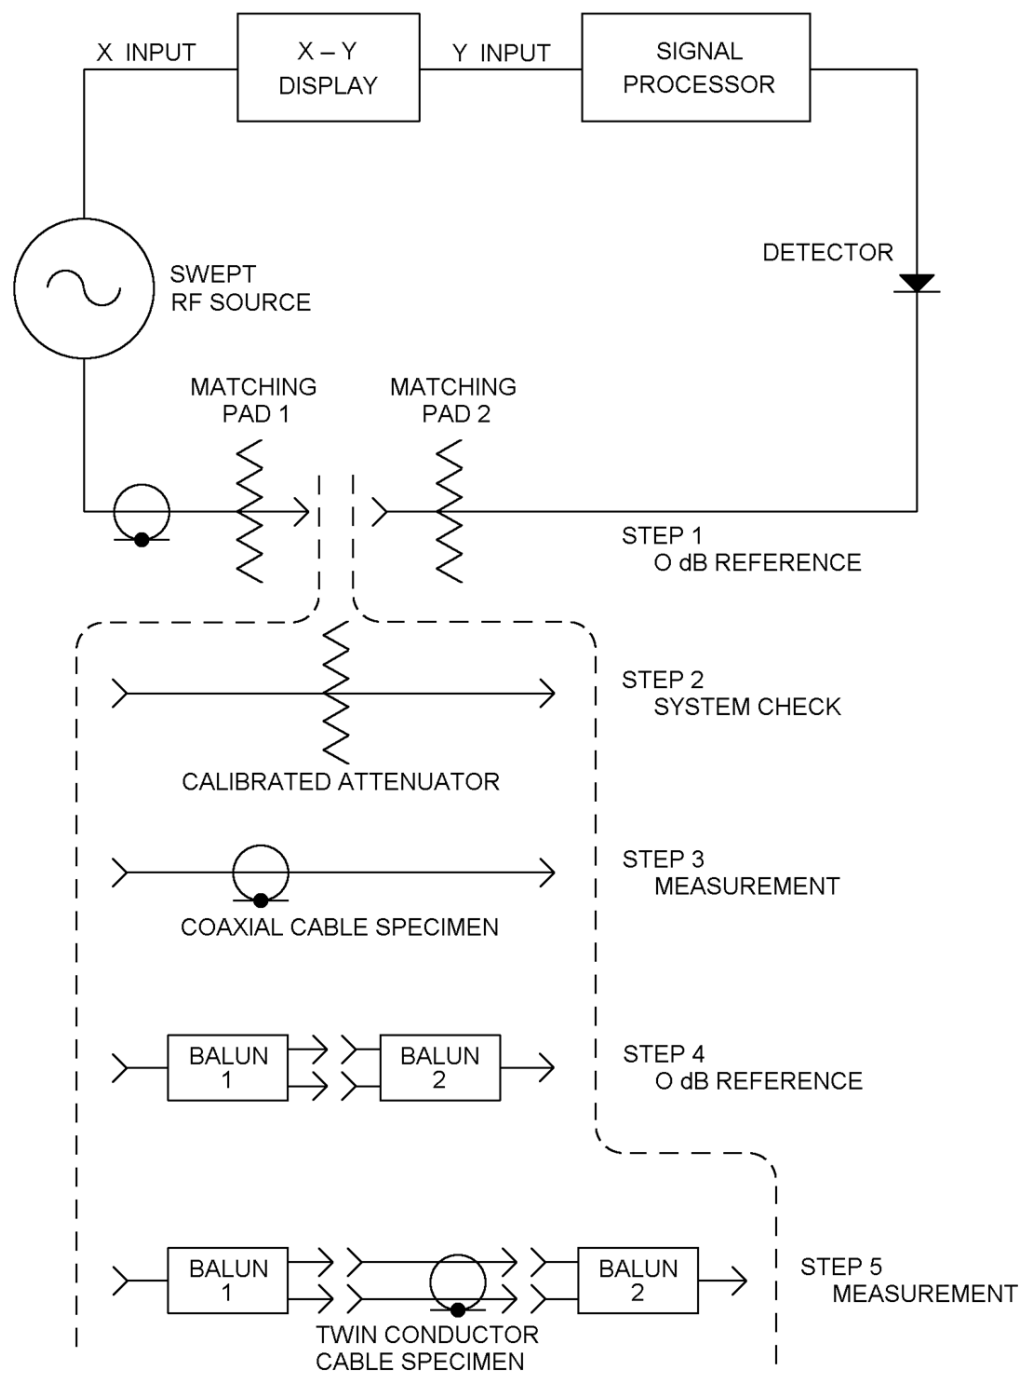 X INPUT
X – Y
DISPLAY
Y INPUT
SIGNAL
PROCESSOR
DETECTOR
SWEPT
RF SOURCE
MATCHING
PAD 1
MATCHING
PAD 2
STEP 1
O dB REFERENCE
STEP 2
SYSTEM CHECK
CALIBRATED ATTENUATOR
STEP 3
MEASUREMENT
COAXIAL CABLE SPECIMEN
BALUN
1
BALUN
2
STEP 4
O dB REFERENCE
BALUN
1
BALUN
2
STEP 5
MEASUREMENT
TWIN CONDUCTOR
CABLE SPECIMEN